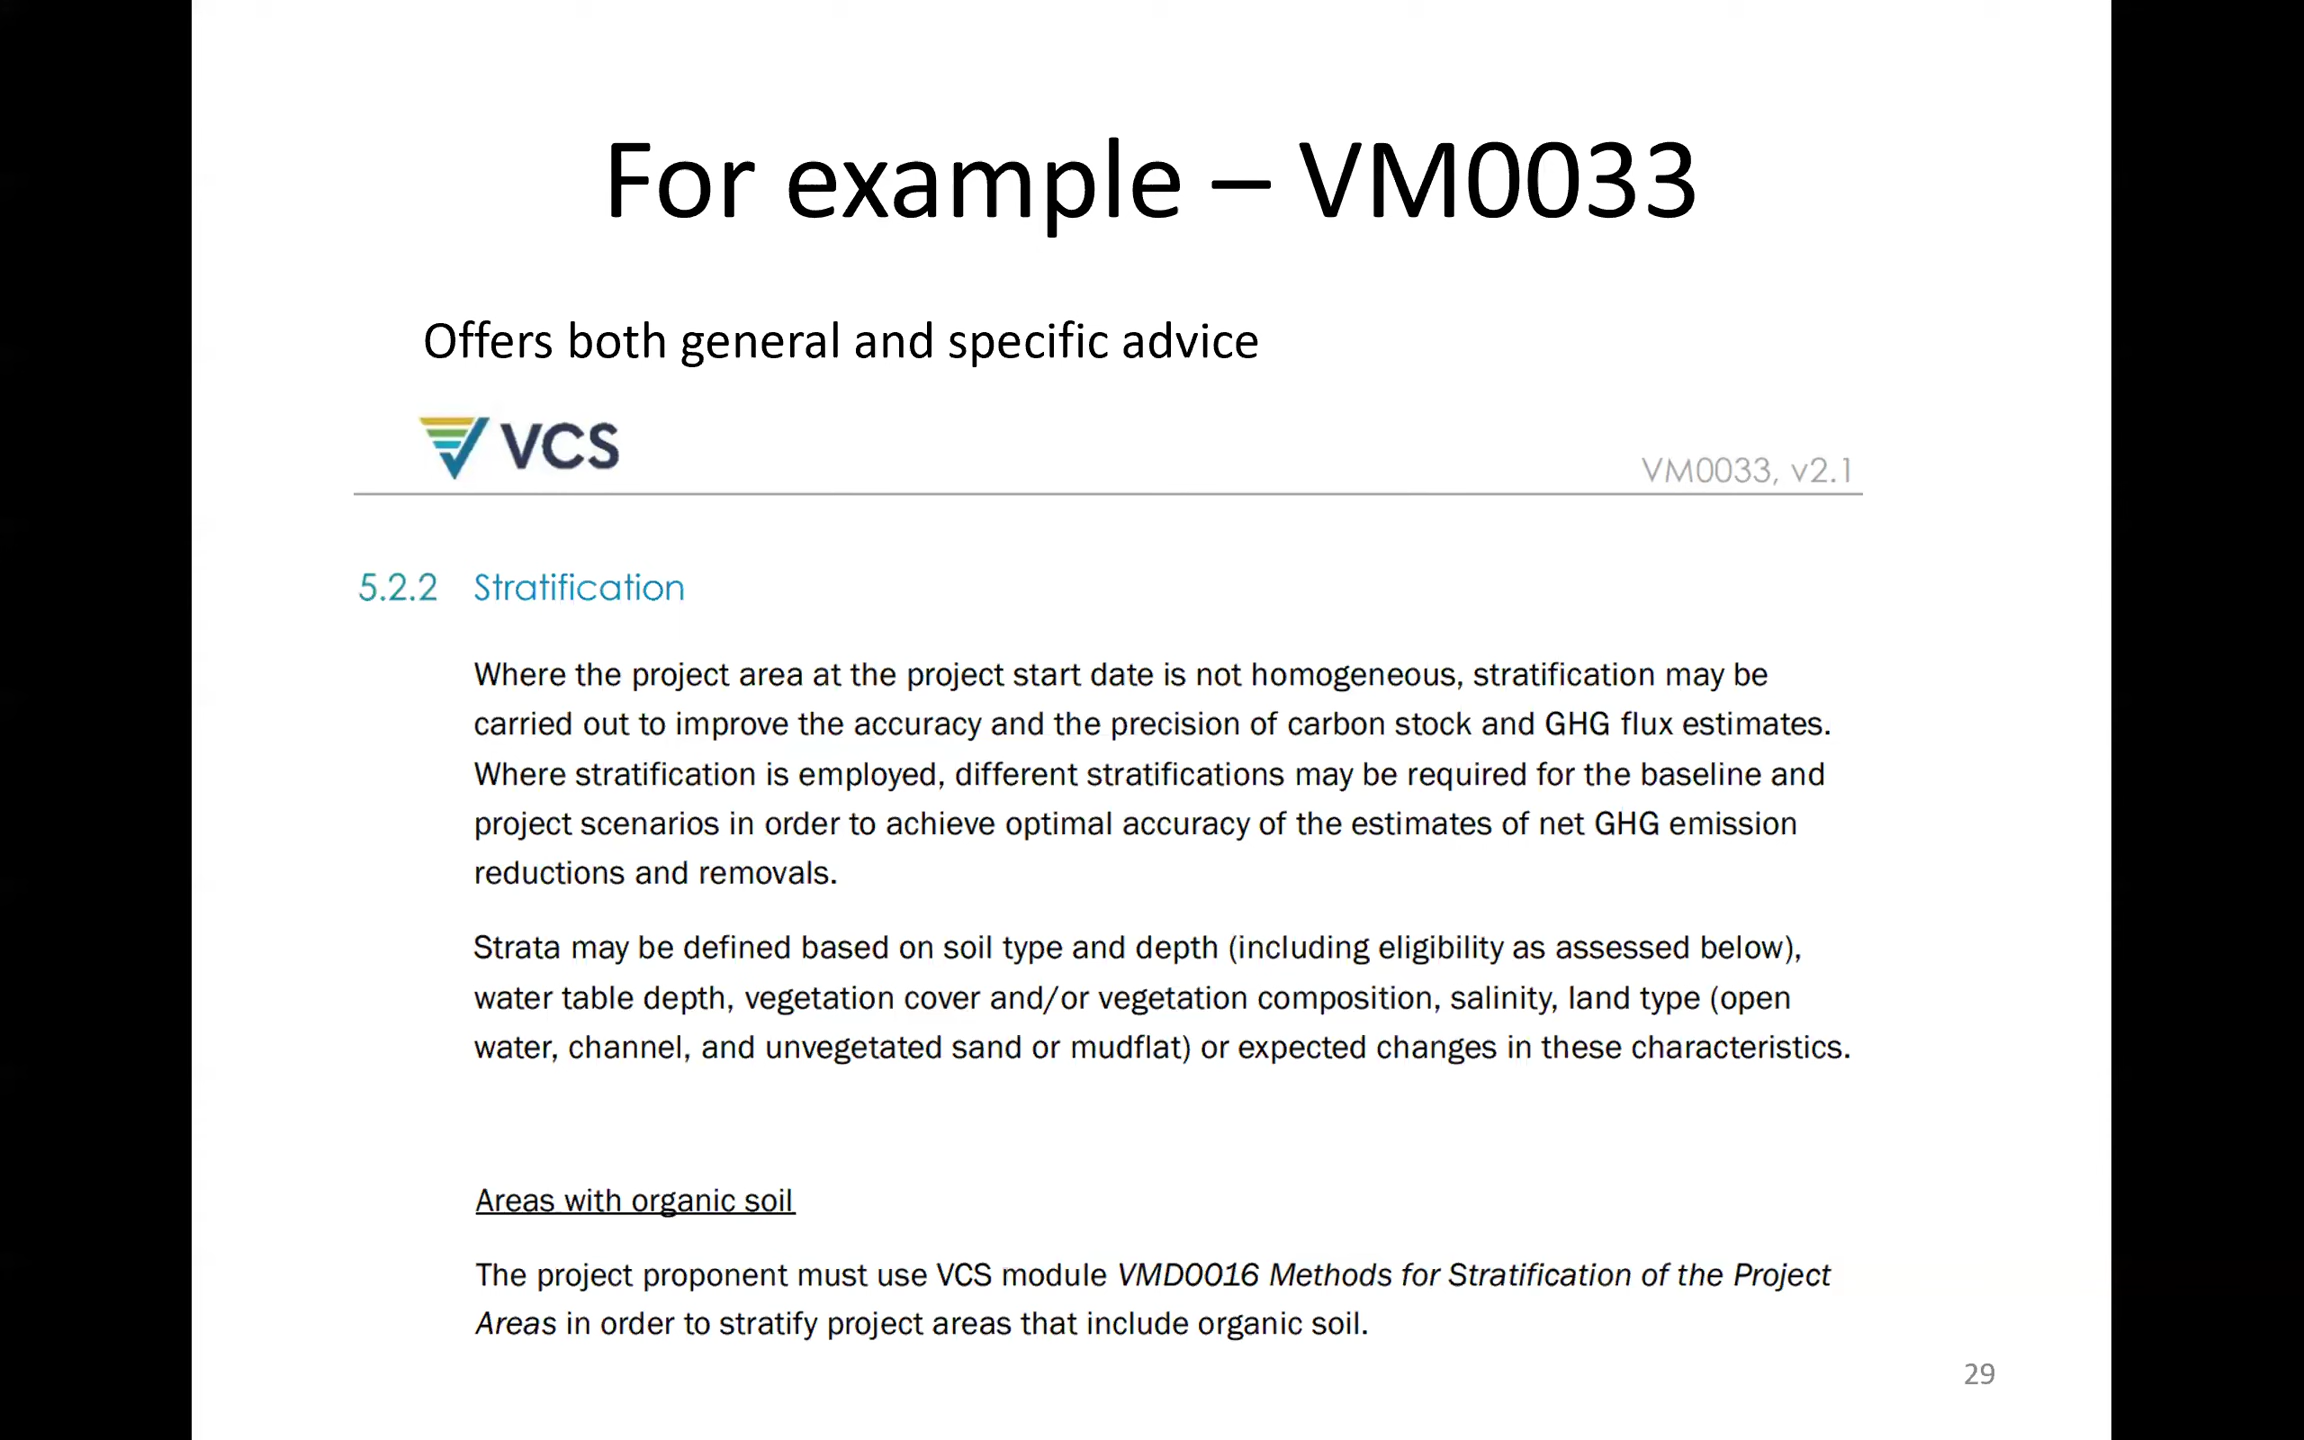 For example – VM0033
Offers both general and specific advice
VCS
VM0033, v2.1
5.2.2 Stratification
Where the project area at the project start date is not homogeneous, stratification may be
carried out to improve the accuracy and the precision of carbon stock and GHG flux estimates.
Where stratification is employed, different stratifications may be required for the baseline and
project scenarios in order to achieve optimal accuracy of the estimates of net GHG emission
reductions and removals.
Strata may be defined based on soil type and depth (including eligibility as assessed below),
water table depth, vegetation cover and/or vegetation composition, salinity, land type (open
water, channel, and unvegetated sand or mudflat) or expected changes in these characteristics.
Areas with organic soil
The project proponent must use VCS module VMD0016 Methods for Stratification of the Project
Areas in order to stratify project areas that include organic soil.
29